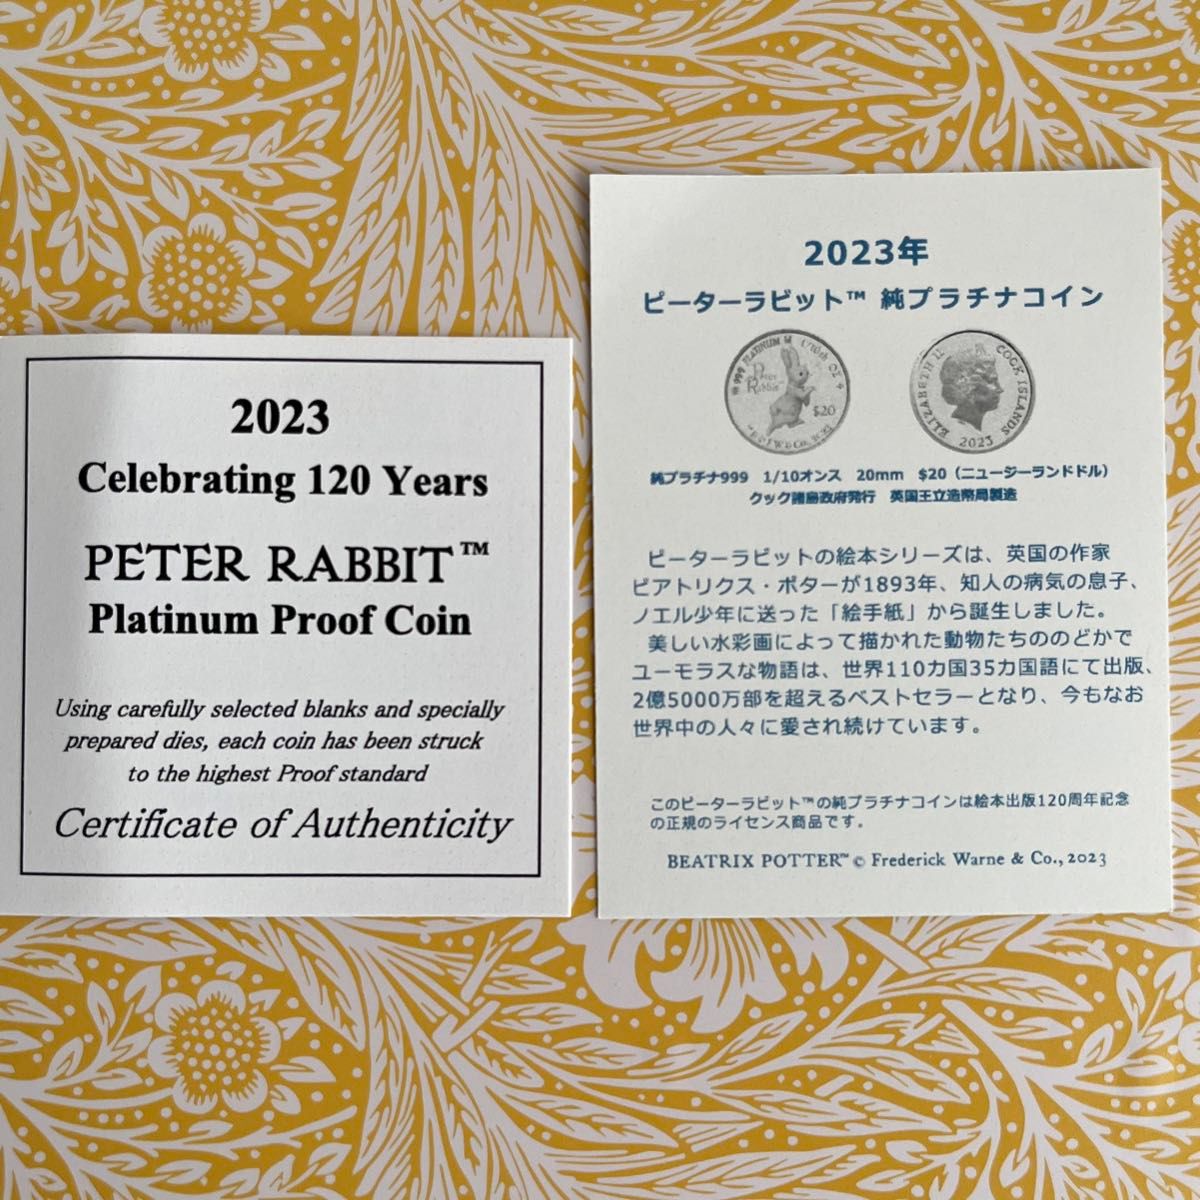 2023
Celebrating 120 Years
PETER RABBIT™
Platinum Proof Coin
Using carefully selected blanks and specially
prepared dies, each coin has been struck
to the highest Proof standard
Certificate of Authenticity
2023年
ピーターラビット™ 純プラチナコイン
999 PLATINUM 1/10th OZ
Peter
Rabbit™
$20
ELIZABETH II COOK ISLANDS
2023
純プラチナ999 1/10オンス 20mm $20（ニュージーランドドル）
クック諸島政府発行 英国王立造幣局製造
ピーターラビットの絵本シリーズは、英国の作家
ビアトリクス・ポターが1893年、知人の病気の息子、
ノエル少年に送った「絵手紙」から誕生しました。
美しい水彩画によって描かれた動物たちののどかで
ユーモラスな物語は、世界110カ国35カ国語にて出版、
2億5000万部を超えるベストセラーとなり、今もなお
世界中の人々に愛され続けています。
このピーターラビット™の純プラチナコインは絵本出版120周年記念
の正規のライセンス商品です。
BEATRIX POTTER™ © Frederick Warne & Co., 2023